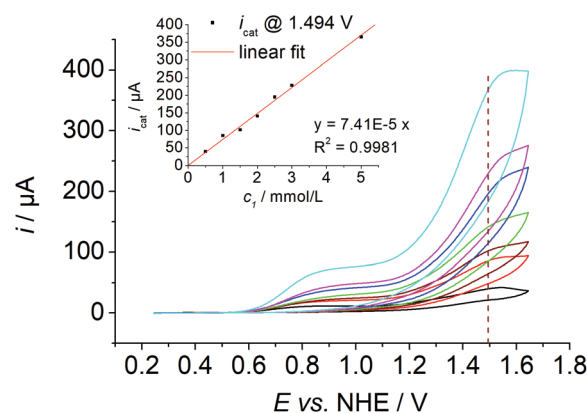 400
350
300
250
200
150
100
50
0
i_cat / µA
i_cat @ 1.494 V
linear fit
y = 7.41E-5 x
R² = 0.9981
0 1 2 3 4 5
c_1 / mmol/L
400
300
200
100
0
i / µA
0.2 0.4 0.6 0.8 1.0 1.2 1.4 1.6 1.8
E vs. NHE / V